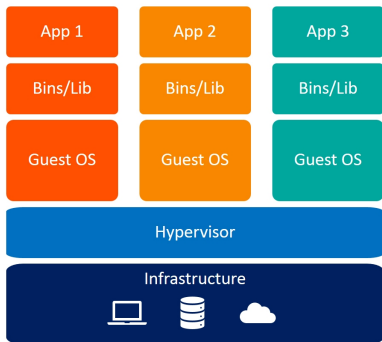 App 1 App 2 App 3
Bins/Lib Bins/Lib Bins/Lib
Guest OS Guest OS Guest OS
Hypervisor
Infrastructure